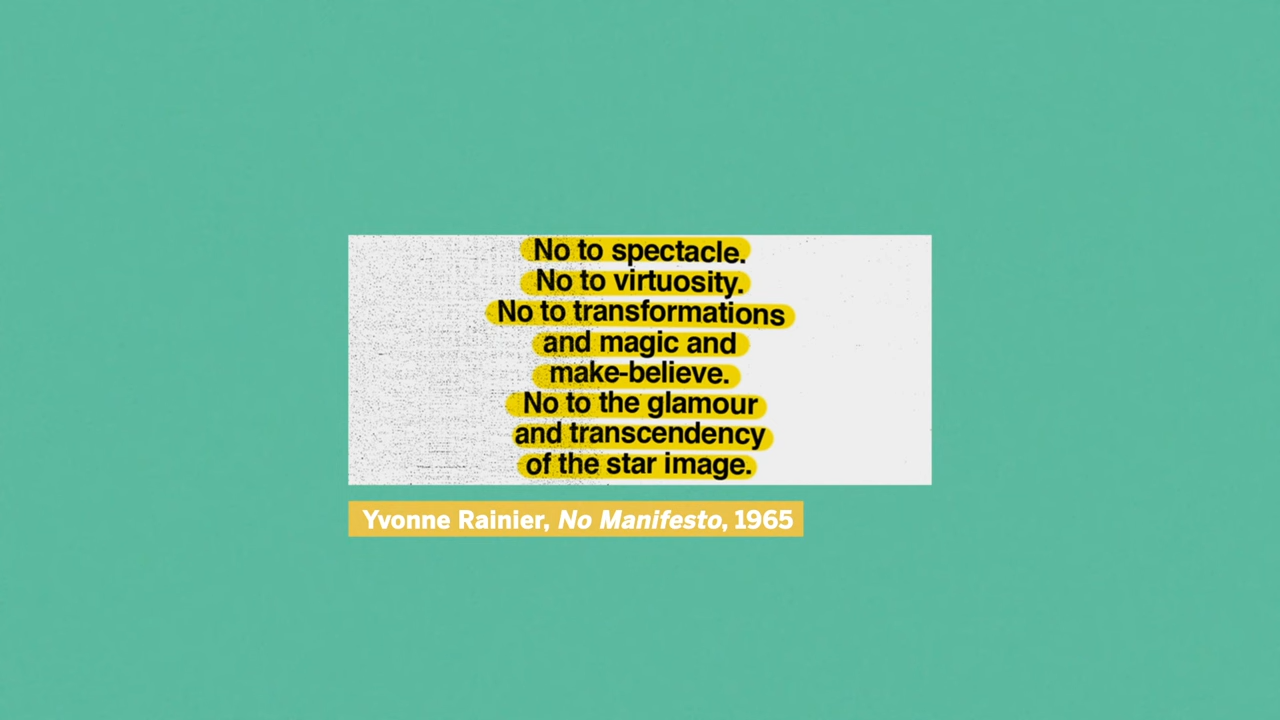 No to spectacle.
No to virtuosity.
No to transformations
and magic and
make-believe.
No to the glamour
and transcendency
of the star image.
Yvonne Rainier, No Manifesto, 1965